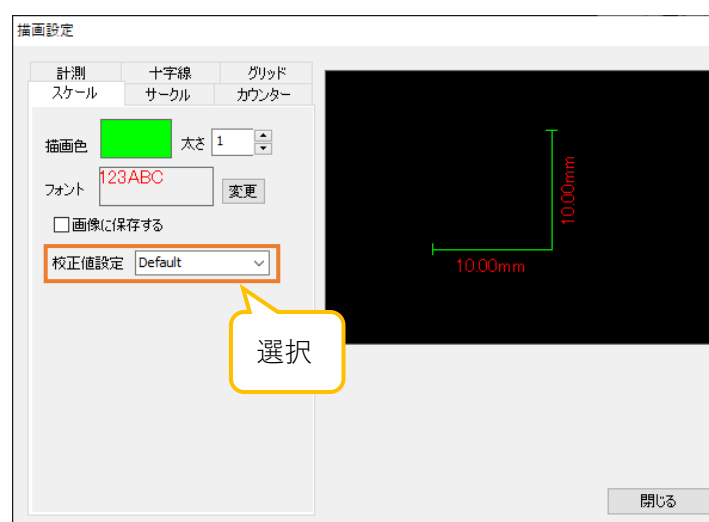 描画設定
計測 十字線 グリッド
スケール サークル カウンター
描画色 太さ 1
フォント 123ABC 変更
画像に保存する
校正値設定 Default
選択
10.00mm
10.00mm
閉じる